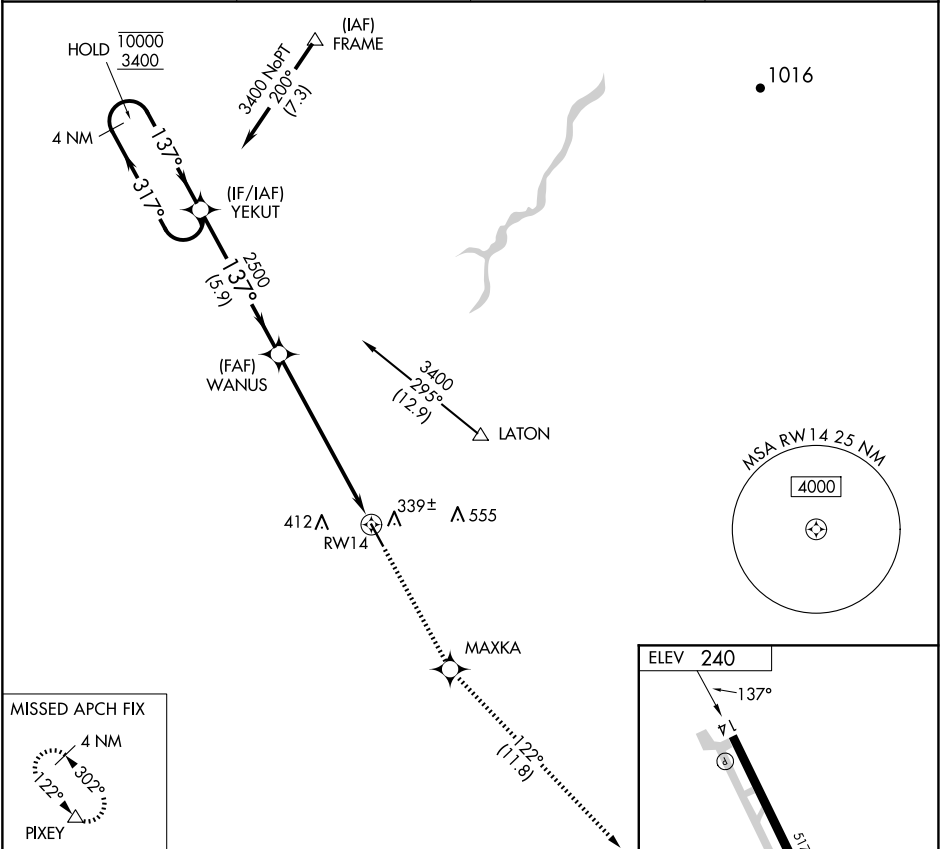 (IAF)
FRAME
HOLD
10000
3400
3400 NoPT
200°
(7.3)
1016
4 NM
137°
317°
(IF/IAF)
YEKUT
2500
137°
(5.9)
(FAF)
WANUS
3400
295°
(12.9)
LATON
MSA RW14 25 NM
4000
412
339±
555
RW14
MAXKA
122°
(11.8)
MISSED APCH FIX
4 NM
302°
122°
PIXEY
ELEV 240
137°
14
P
517